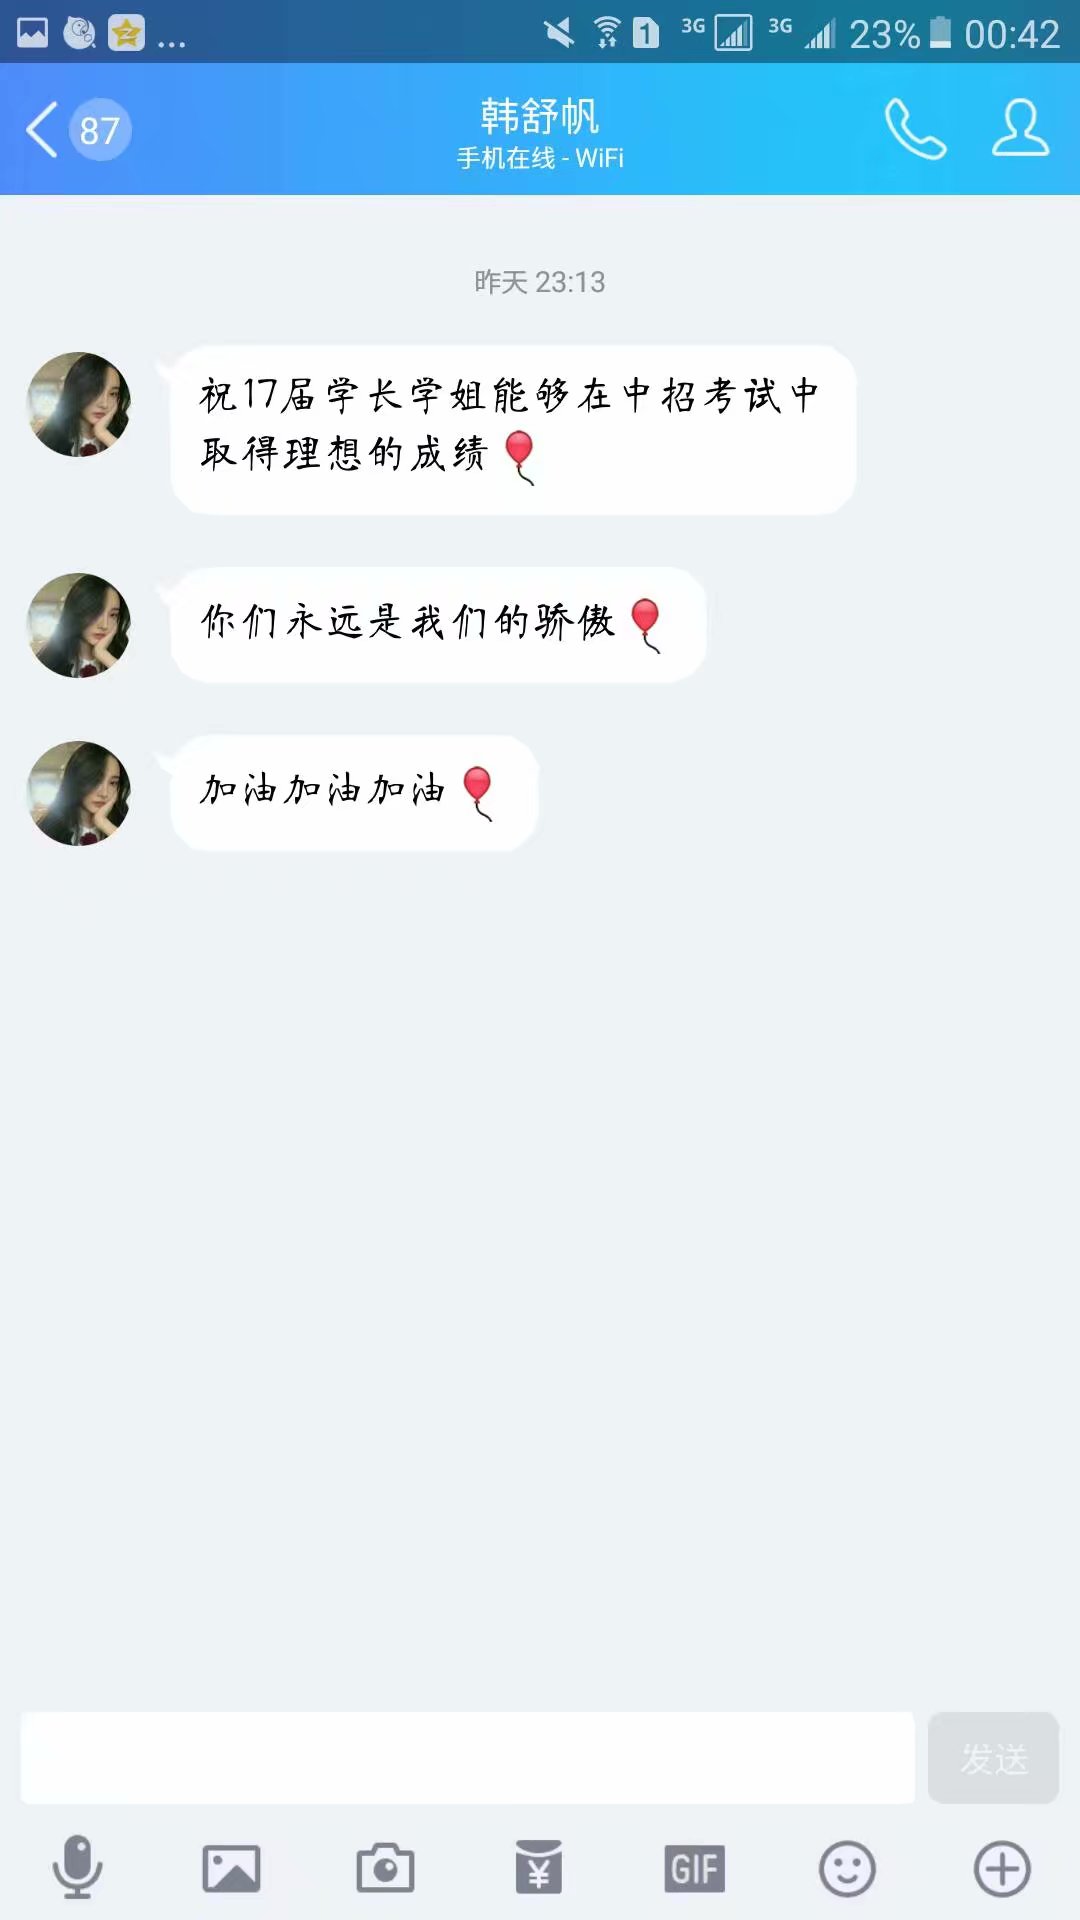 ... 1 3G 3G 23% 00:42
87
韩舒帆
手机在线 - WiFi
昨天 23:13
祝17届学长学姐能够在中招考试中
取得理想的成绩🎈
你们永远是我们的骄傲🎈
加油加油加油🎈
发送
¥
GIF